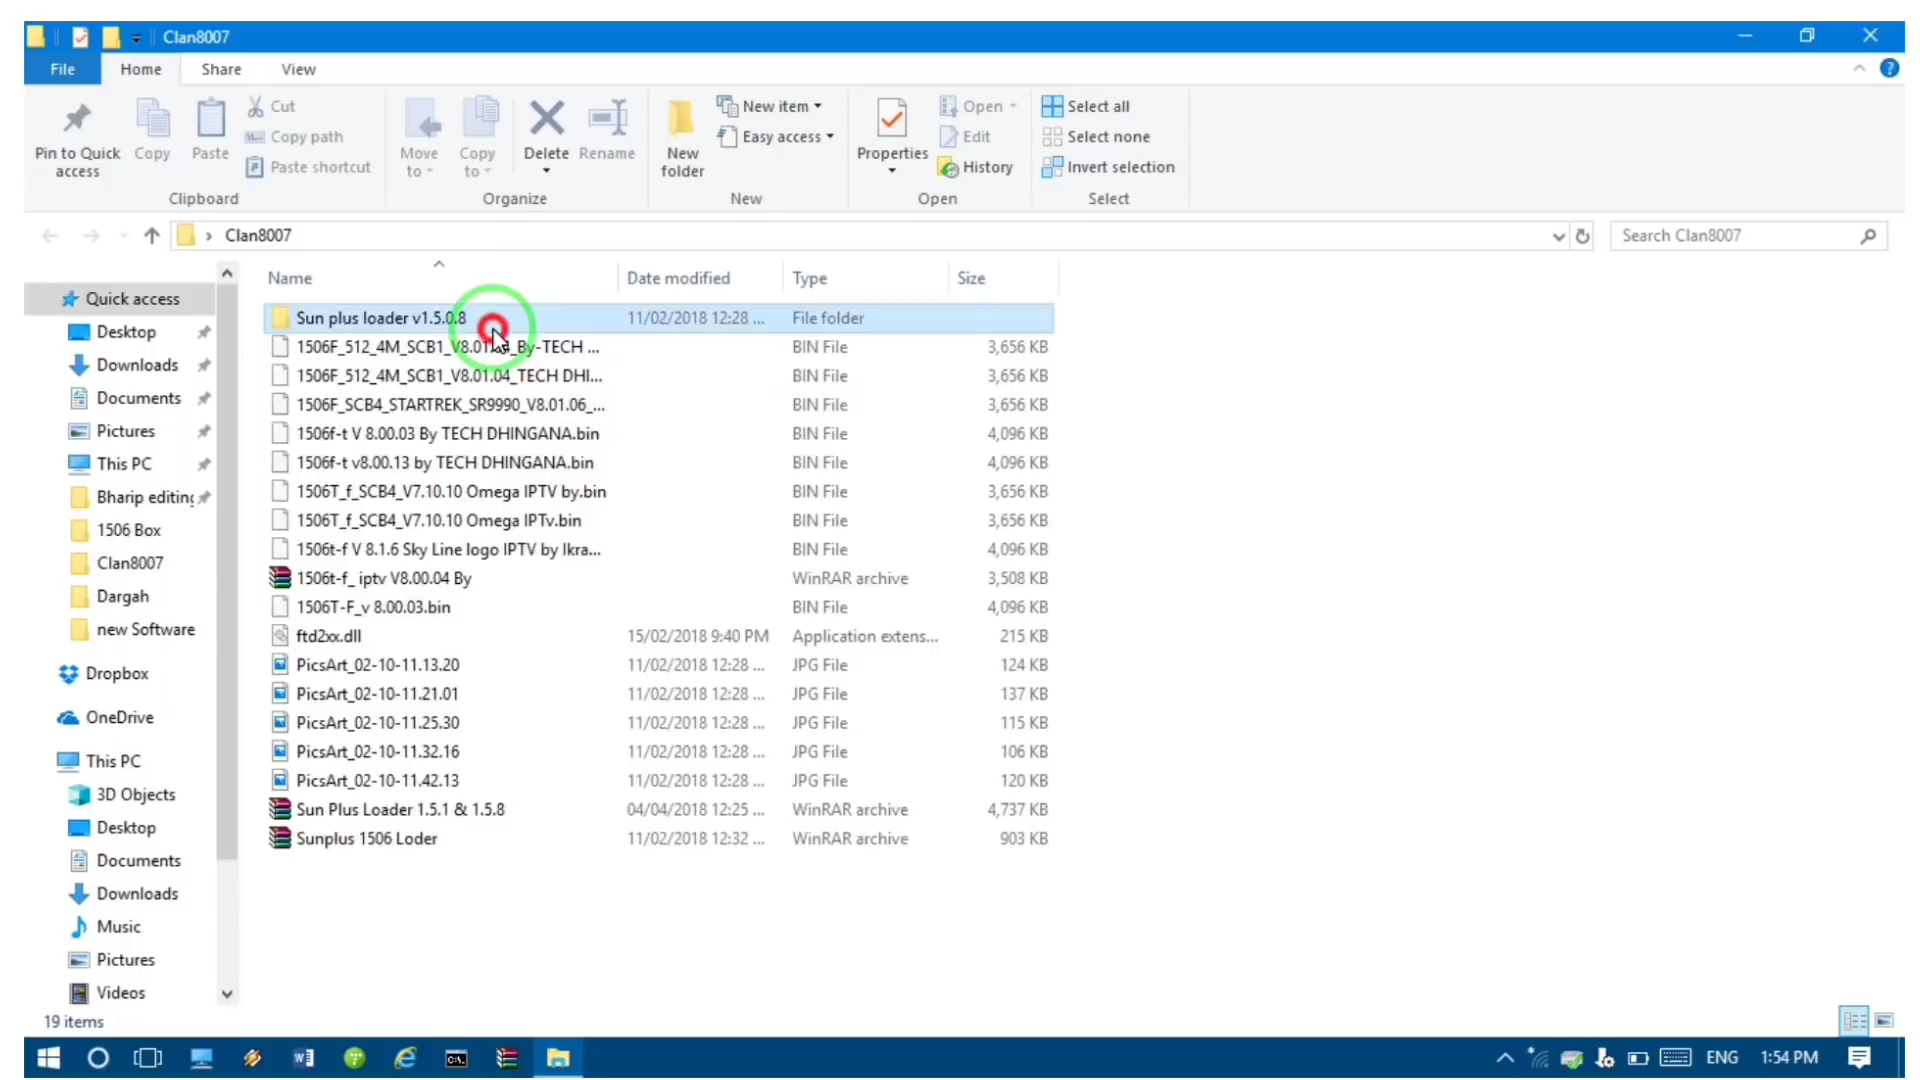 Clan8007
File Home Share View
Pin to Quick access
Copy
Paste
Cut
Copy path
Paste shortcut
Clipboard
Move to
Copy to
Delete
Rename
Organize
New folder
New item
Easy access
New
Properties
Open
Edit
History
Open
Select all
Select none
Invert selection
Select
Clan8007
Search Clan8007
Name Date modified Type Size
Sun plus loader v1.5.0.8 11/02/2018 12:28 ... File folder
1506F_512_4M_SCB1_V8.01.04_By-TECH ... BIN File 3,656 KB
1506F_512_4M_SCB1_V8.01.04_TECH DHI... BIN File 3,656 KB
1506F_SCB4_STARTREK_SR9990_V8.01.06_... BIN File 3,656 KB
1506f-t V 8.00.03 By TECH DHINGANA.bin BIN File 4,096 KB
1506f-t v8.00.13 by TECH DHINGANA.bin BIN File 4,096 KB
1506T_f_SCB4_V7.10.10 Omega IPTV by.bin BIN File 3,656 KB
1506T_f_SCB4_V7.10.10 Omega IPTv.bin BIN File 3,656 KB
1506t-f V 8.1.6 Sky Line logo IPTV by Ikra... BIN File 4,096 KB
1506t-f_ iptv V8.00.04 By WinRAR archive 3,508 KB
1506T-F_v 8.00.03.bin BIN File 4,096 KB
ftd2xx.dll 15/02/2018 9:40 PM Application extens... 215 KB
PicsArt_02-10-11.13.20 11/02/2018 12:28 ... JPG File 124 KB
PicsArt_02-10-11.21.01 11/02/2018 12:28 ... JPG File 137 KB
PicsArt_02-10-11.25.30 11/02/2018 12:28 ... JPG File 115 KB
PicsArt_02-10-11.32.16 11/02/2018 12:28 ... JPG File 106 KB
PicsArt_02-10-11.42.13 11/02/2018 12:28 ... JPG File 120 KB
Sun Plus Loader 1.5.1 & 1.5.8 04/04/2018 12:25 ... WinRAR archive 4,737 KB
Sunplus 1506 Loder 11/02/2018 12:32 ... WinRAR archive 903 KB
Quick access
Desktop
Downloads
Documents
Pictures
This PC
Bharip editing
1506 Box
Clan8007
Dargah
new Software
Dropbox
OneDrive
This PC
3D Objects
Desktop
Documents
Downloads
Music
Pictures
Videos
19 items
ENG 1:54 PM